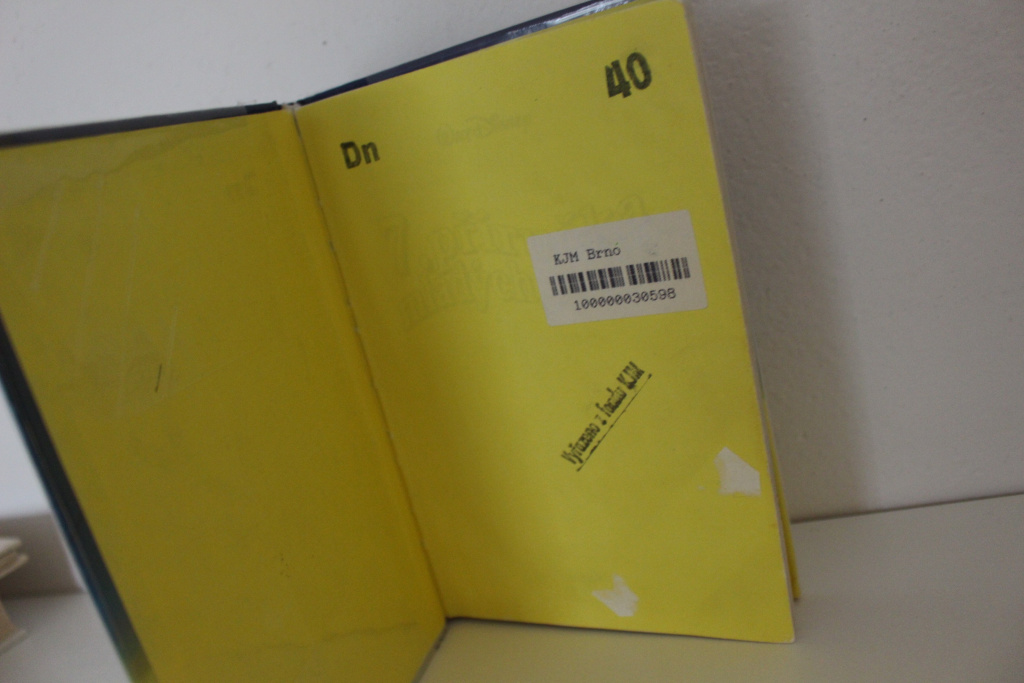 40
Dn
KJM Brno
100000030598
Vyřazeno z fondu KJM